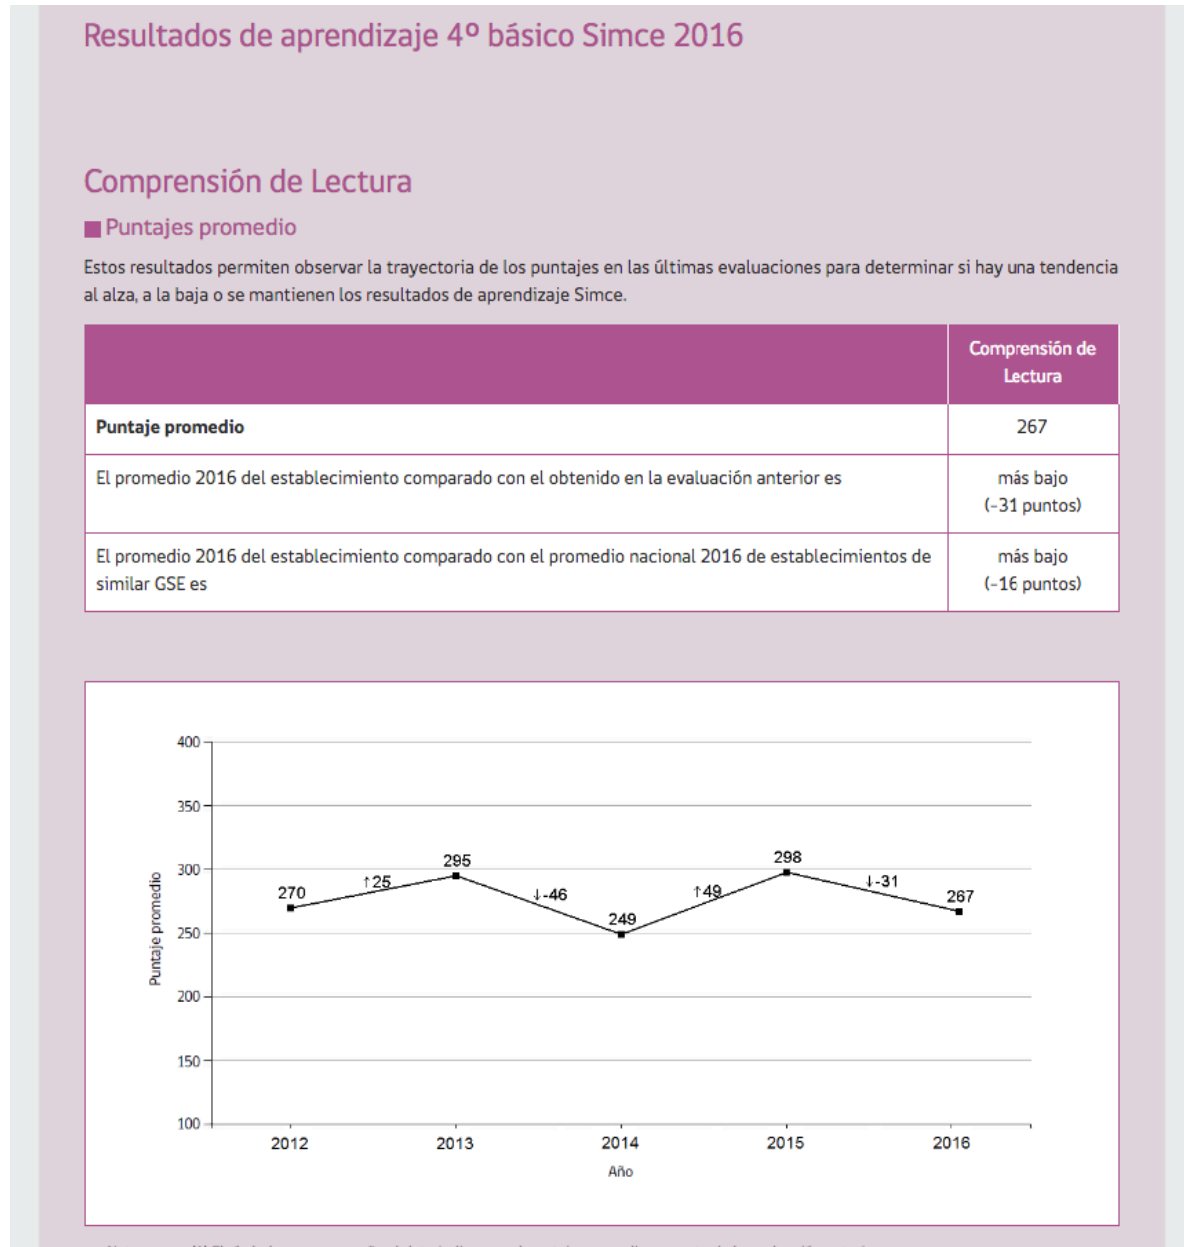 Resultados de aprendizaje 4º básico Simce 2016
Comprensión de Lectura
Puntajes promedio
Estos resultados permiten observar la trayectoria de los puntajes en las últimas evaluaciones para determinar si hay una tendencia
al alza, a la baja o se mantienen los resultados de aprendizaje Simce.
Comprensión de
Lectura
Puntaje promedio 267
El promedio 2016 del establecimiento comparado con el obtenido en la evaluación anterior es más bajo
(-31 puntos)
El promedio 2016 del establecimiento comparado con el promedio nacional 2016 de establecimientos de
similar GSE es
más bajo
(-16 puntos)
400
350
300
250
200
150
100
Puntaje promedio
270 ↑25 295 ↓-46 249 ↑49 298 ↓-31 267
2012 2013 2014 2015 2016
Año